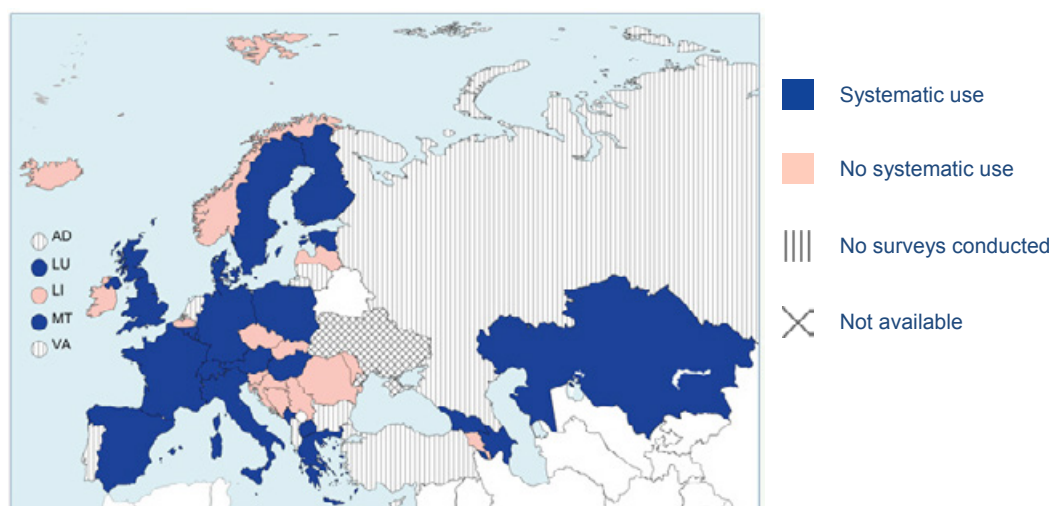 AD
LU
LI
MT
VA
Systematic use
No systematic use
No surveys conducted
Not available